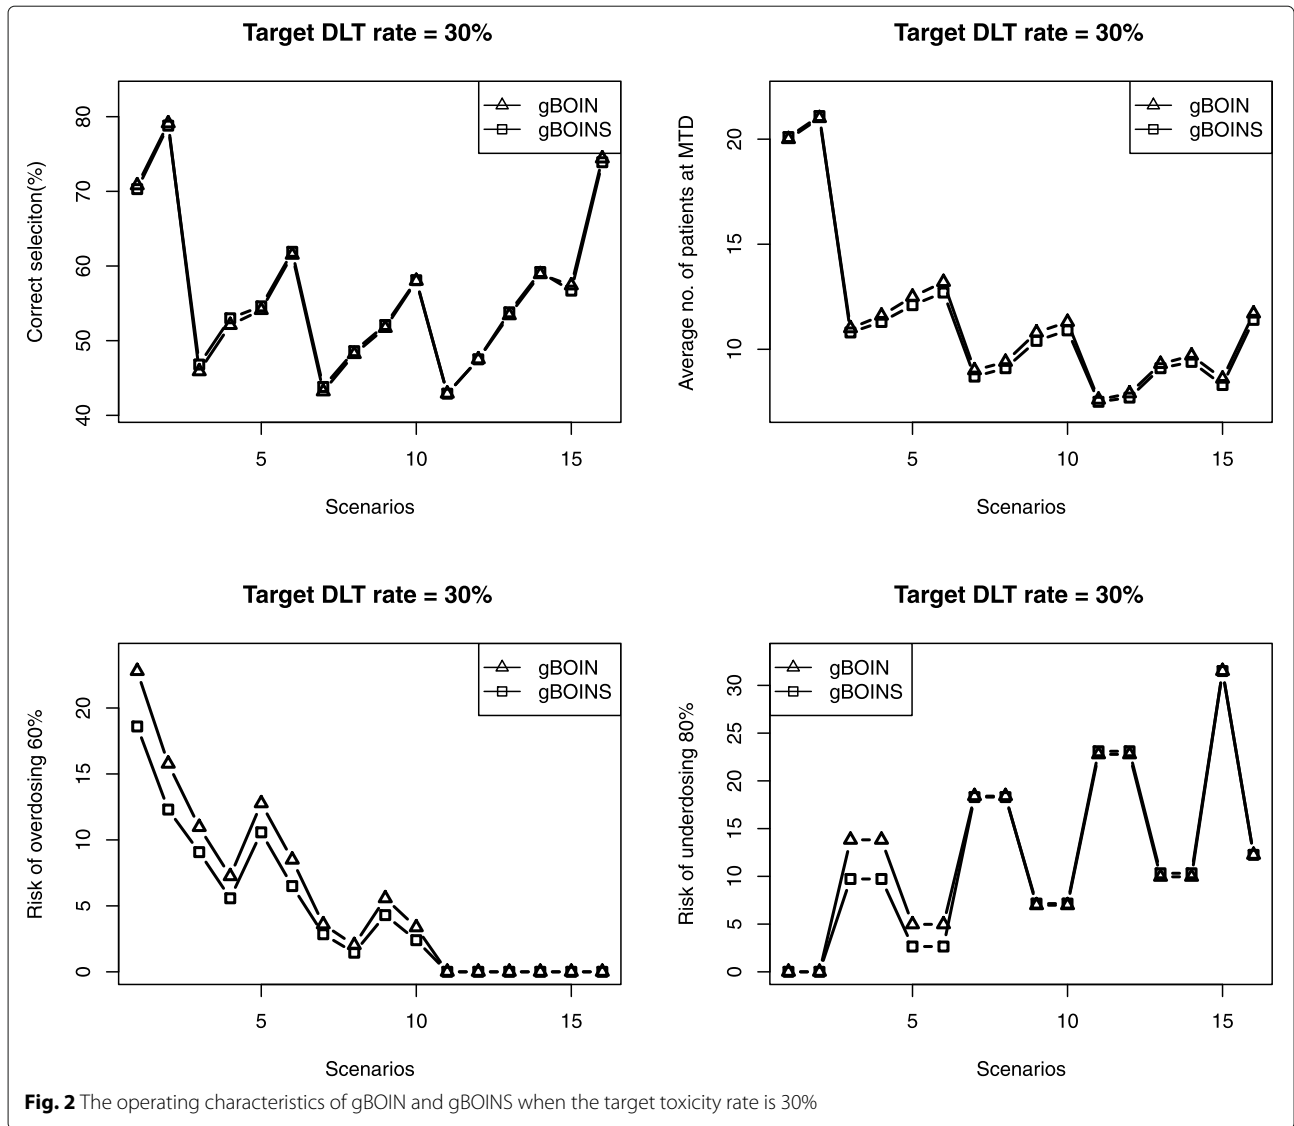 Target DLT rate = 30%
gBOIN
gBOINS
Correct seleciton(%)
80
70
60
50
40
5
10
15
Scenarios
Target DLT rate = 30%
gBOIN
gBOINS
Average no. of patients at MTD
20
15
10
5
10
15
Scenarios
Target DLT rate = 30%
gBOIN
gBOINS
Risk of overdosing 60%
20
15
10
5
0
5
10
15
Scenarios
Target DLT rate = 30%
gBOIN
gBOINS
Risk of underdosing 80%
30
25
20
15
10
5
0
5
10
15
Scenarios
Fig. 2 The operating characteristics of gBOIN and gBOINS when the target toxicity rate is 30%